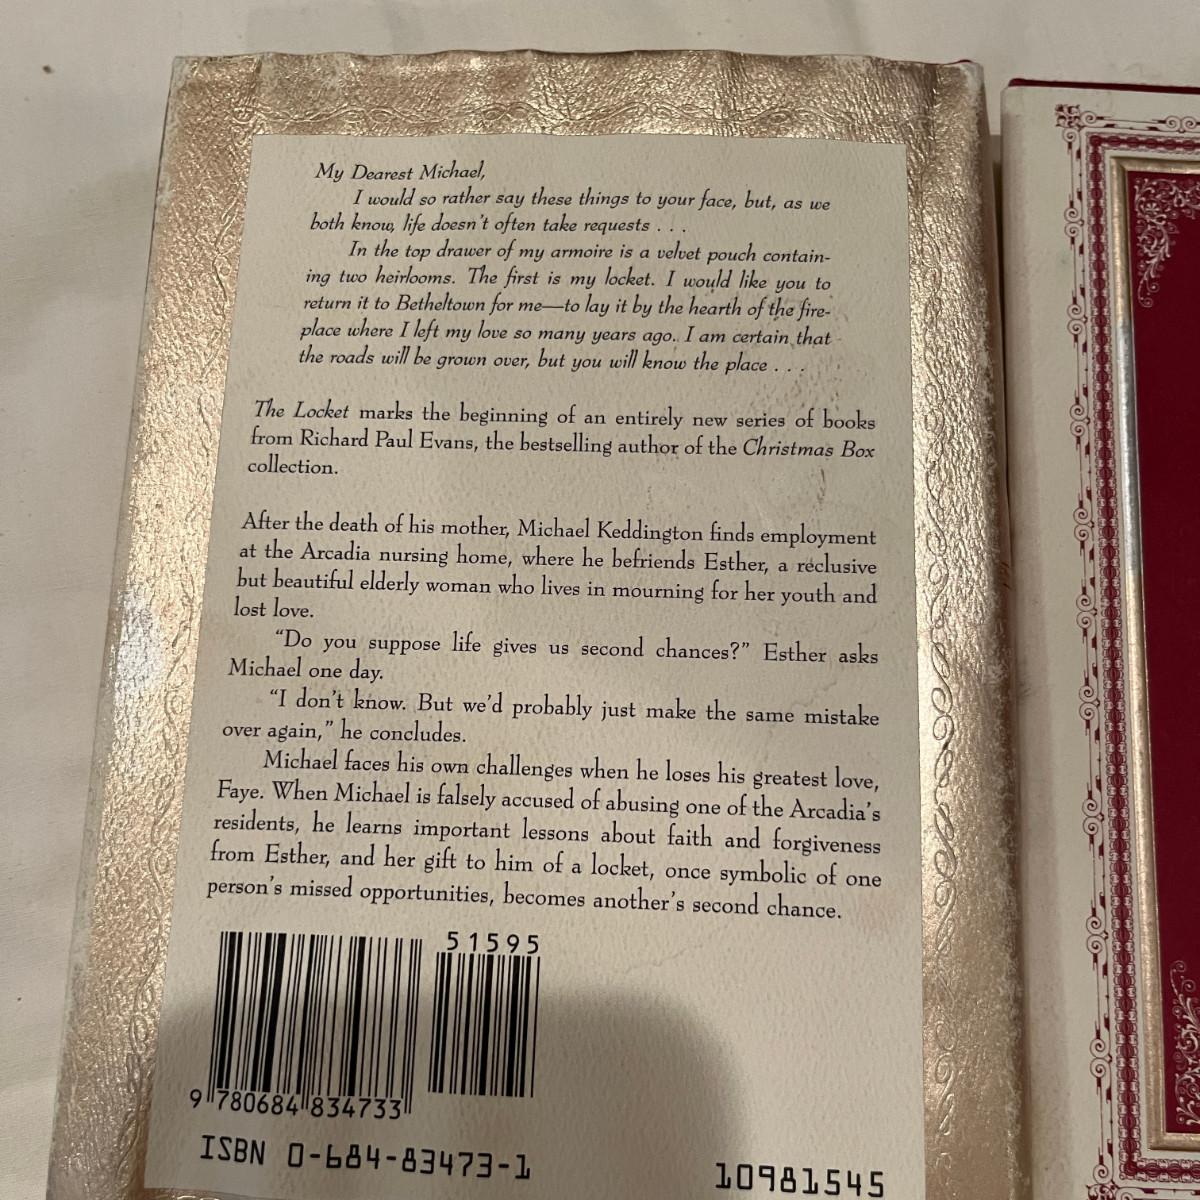 My Dearest Michael,
I would so rather say these things to your face, but, as we
both know, life doesn't often take requests . . .
In the top drawer of my armoire is a velvet pouch contain-
ing two heirlooms. The first is my locket. I would like you to
return it to Betheltown for me—to lay it by the hearth of the fire-
place where I left my love so many years ago. I am certain that
the roads will be grown over, but you will know the place . . .
The Locket marks the beginning of an entirely new series of books
from Richard Paul Evans, the bestselling author of the Christmas Box
collection.
After the death of his mother, Michael Keddington finds employment
at the Arcadia nursing home, where he befriends Esther, a reclusive
but beautiful elderly woman who lives in mourning for her youth and
lost love.
"Do you suppose life gives us second chances?" Esther asks
Michael one day.
"I don't know. But we'd probably just make the same mistake
over again," he concludes.
Michael faces his own challenges when he loses his greatest love,
Faye. When Michael is falsely accused of abusing one of the Arcadia's
residents, he learns important lessons about faith and forgiveness
from Esther, and her gift to him of a locket, once symbolic of one
person's missed opportunities, becomes another's second chance.
51595
9 780684 834733
ISBN 0-684-83473-1
10981545